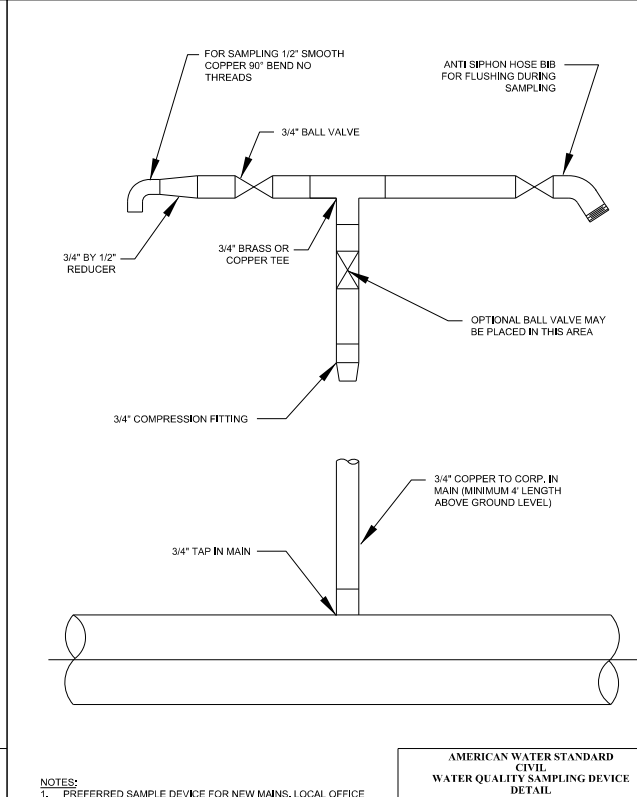 FOR SAMPLING 1/2" SMOOTH
COPPER 90° BEND NO
THREADS
ANTI SIPHON HOSE BIB
FOR FLUSHING DURING
SAMPLING
3/4" BALL VALVE
3/4" BY 1/2"
REDUCER
3/4" BRASS OR
COPPER TEE
OPTIONAL BALL VALVE MAY
BE PLACED IN THIS AREA
3/4" COMPRESSION FITTING
3/4" COPPER TO CORP. IN
MAIN (MINIMUM 4' LENGTH
ABOVE GROUND LEVEL)
3/4" TAP IN MAIN
NOTES:
1. PREFERRED SAMPLE DEVICE FOR NEW MAINS. LOCAL OFFICE
AMERICAN WATER STANDARD
CIVIL
WATER QUALITY SAMPLING DEVICE
DETAIL